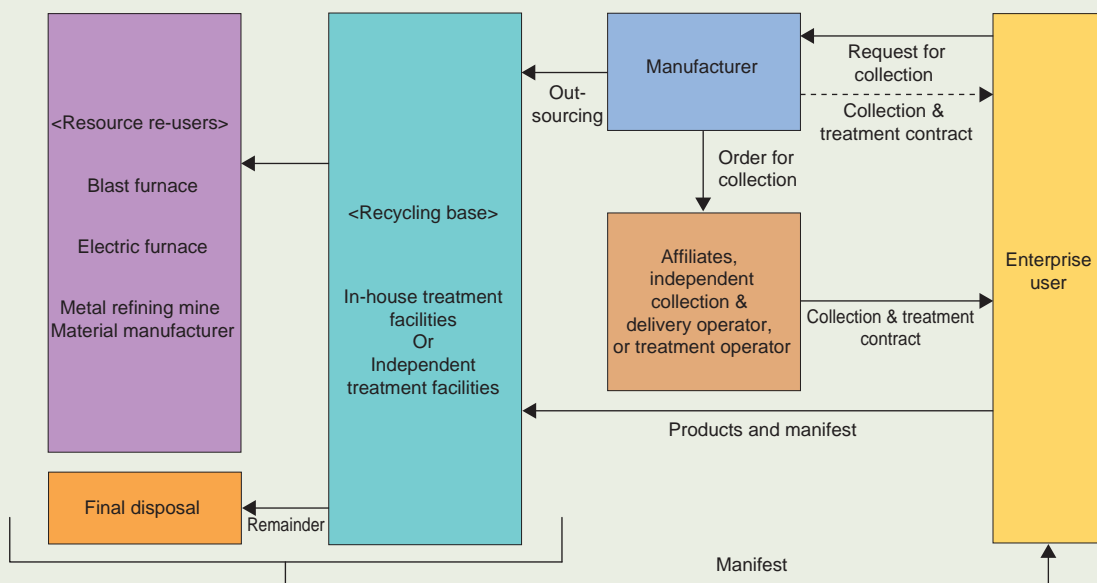 <Resource re-users>
Blast furnace
Electric furnace
Metal refining mine
Material manufacturer
Final disposal
Remainder
<Recycling base>
In-house treatment
facilities
Or
Independent
treatment facilities
Out-
sourcing
Manufacturer
Order for
collection
Affiliates,
independent
collection &
delivery operator,
or treatment operator
Request for
collection
Collection &
treatment contract
Collection & treatment
contract
Products and manifest
Enterprise
user
Manifest